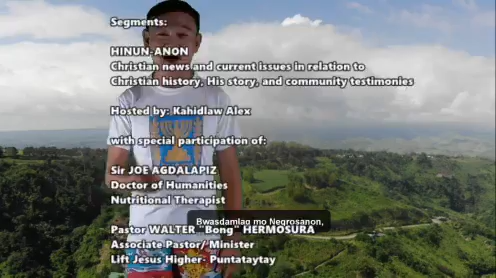 Segments:
HINUN-ANON
Christian news and current issues in relation to
Christian history, His story, and community testimonies
Hosted by: Kahidlaw Alex
with special participation of:
Sir JOE AGDALAPIZ
Doctor of Humanities
Nutritional Therapist
Bwasdamlag mo Negrosanon,
Pastor WALTER "Bong" HERMOSURA
Associate Pastor/ Minister
Lift Jesus Higher- Puntataytay